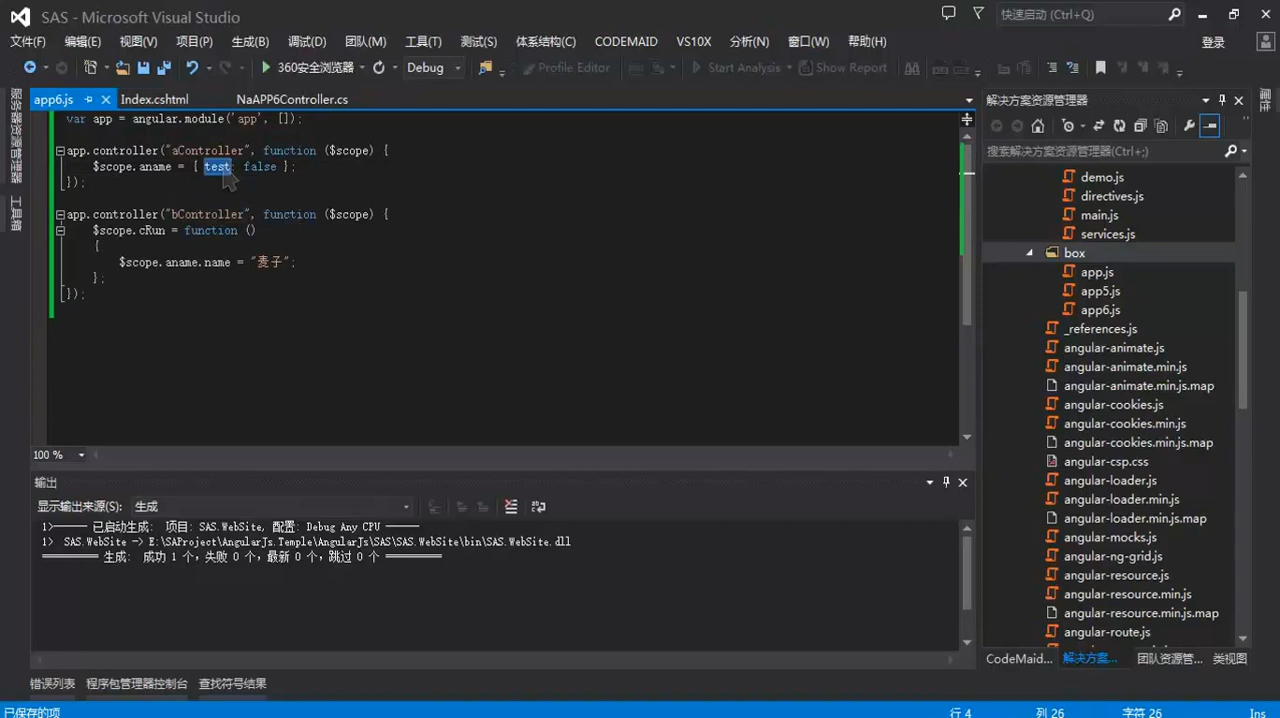 SAS - Microsoft Visual Studio
快速启动 (Ctrl+Q)
文件(F) 编辑(E) 视图(V) 项目(P) 生成(B) 调试(D) 团队(M) 工具(T) 测试(S) 体系结构(C) CODEMAID VS10X 分析(N) 窗口(W) 帮助(H) 登录
360安全浏览器 Debug Profile Editor Start Analysis Show Report
服务器资源管理器
工具箱
app6.js Index.cshtml NaAPP6Controller.cs
var app = angular.module('app', []);
app.controller("aController", function ($scope) {
$scope.aname = { test: false };
});
app.controller("bController", function ($scope) {
$scope.cRun = function ()
{
$scope.aname.name = "麦子";
};
});
100 %
输出
显示输出来源(S): 生成
1>------ 已启动生成: 项目: SAS.WebSite, 配置: Debug Any CPU ------
1> SAS.WebSite -> E:\SAProject\AngularJs.Temple\AngularJs\SAS\SAS.WebSite\bin\SAS.WebSite.dll
========== 生成: 成功 1 个，失败 0 个，最新 0 个，跳过 0 个 ==========
错误列表 程序包管理器控制台 查找符号结果
解决方案资源管理器
搜索解决方案资源管理器(Ctrl+;)
demo.js
directives.js
main.js
services.js
box
app.js
app5.js
app6.js
_references.js
angular-animate.js
angular-animate.min.js
angular-animate.min.js.map
angular-cookies.js
angular-cookies.min.js
angular-cookies.min.js.map
angular-csp.css
angular-loader.js
angular-loader.min.js
angular-loader.min.js.map
angular-mocks.js
angular-ng-grid.js
angular-resource.js
angular-resource.min.js
angular-resource.min.js.map
angular-route.js
CodeMaid... 解决方案... 团队资源管... 类视图
属性
已保存的项 行 4 列 26 字符 26 Ins